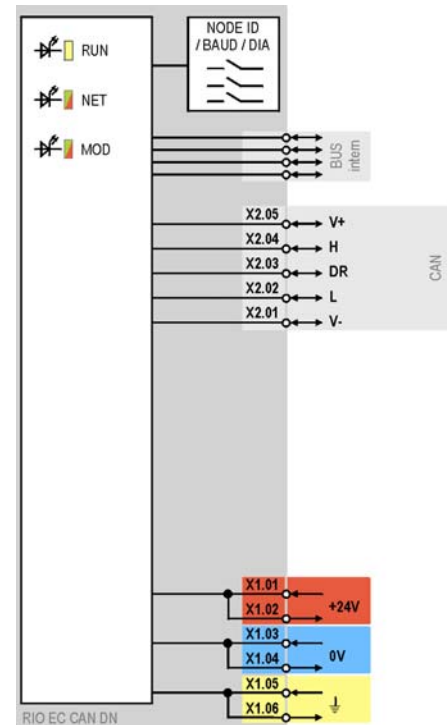 NODE ID
/ BAUD / DIA
RUN
NET
MOD
BUS
intern
X2.05 V+
X2.04 H
X2.03 DR
X2.02 L
X2.01 V-
CAN
X1.01
X1.02 +24V
X1.03
X1.04 0V
X1.05
X1.06
RIO EC CAN DN